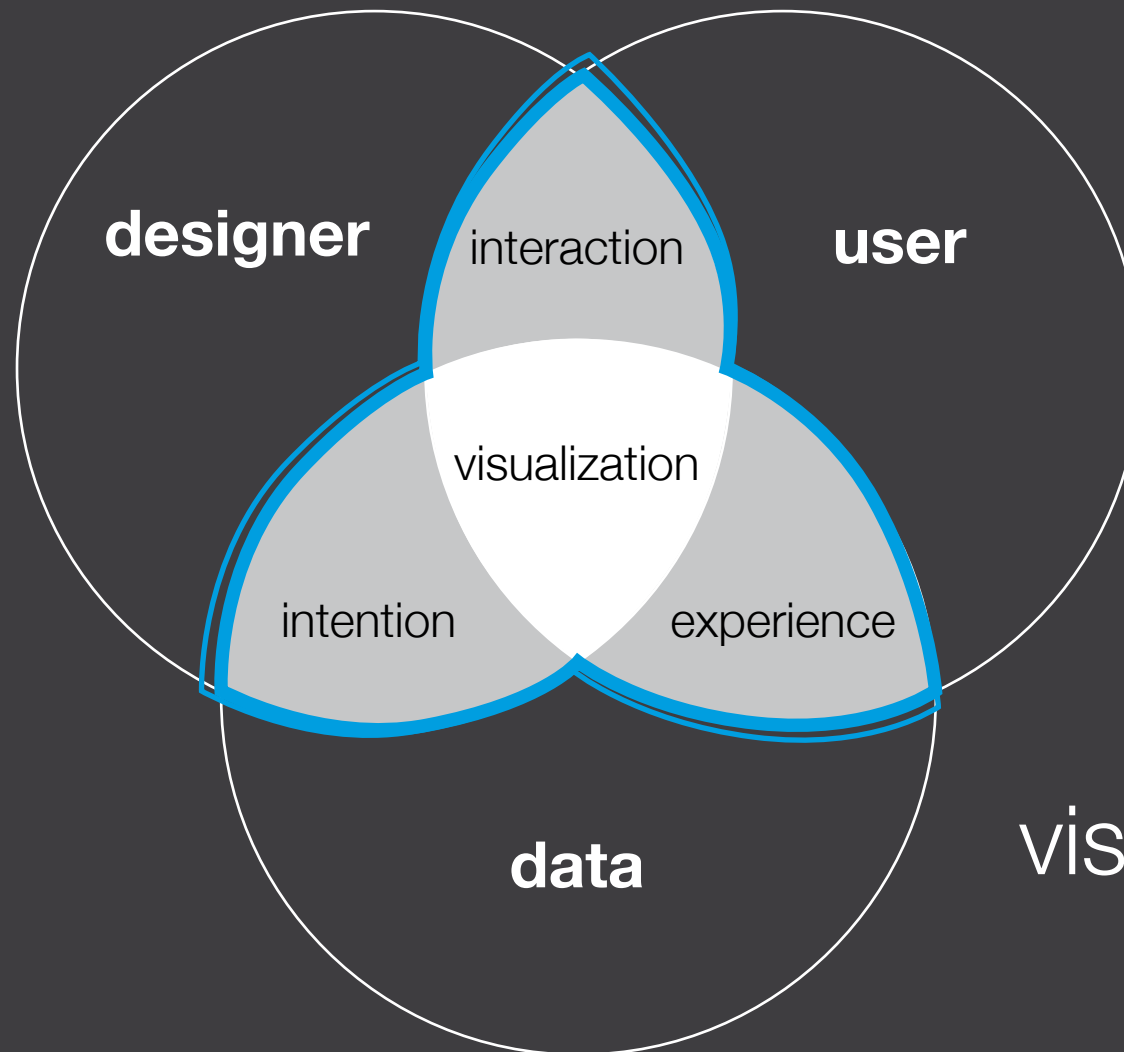 designer
interaction
user
visualization
intention
experience
data
vis